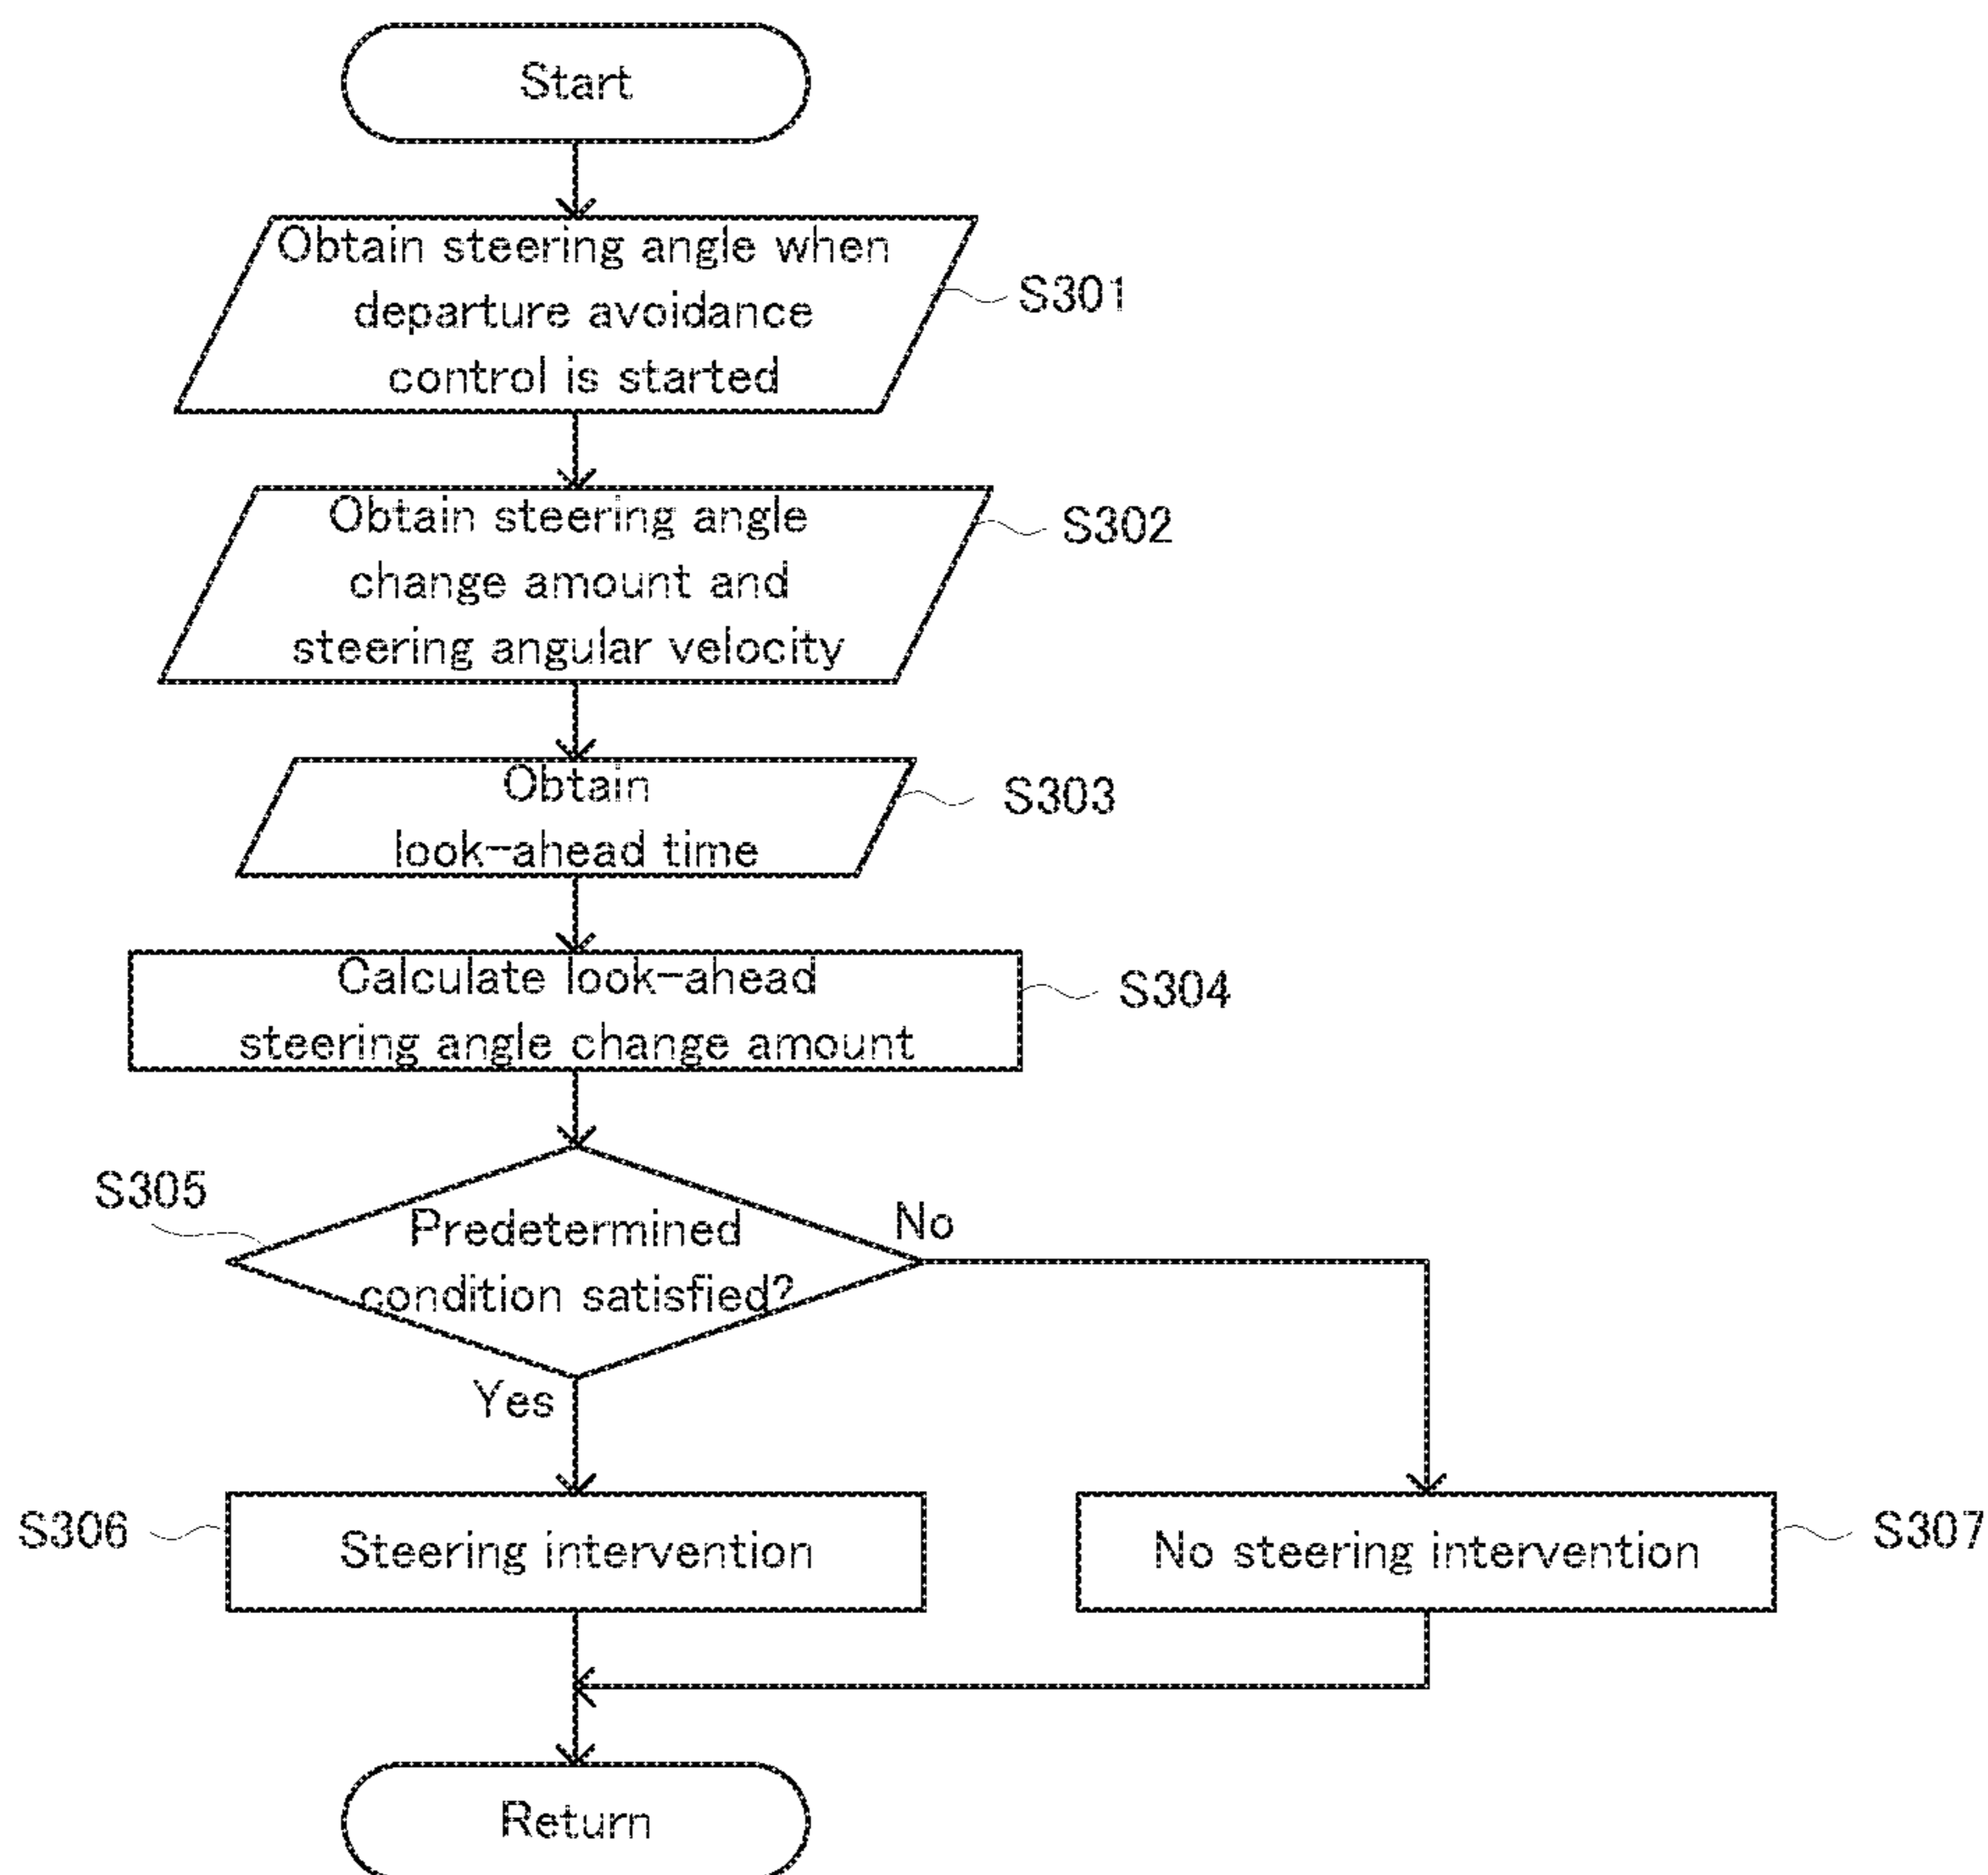 Start
Obtain steering angle when
departure avoidance
control is started
S301
Obtain steering angle
change amount and
steering angular velocity
S302
Obtain
look-ahead time
S303
Calculate look-ahead
steering angle change amount
S304
S305
Predetermined
condition satisfied?
No
Yes
S306
Steering intervention
No steering intervention
S307
Return